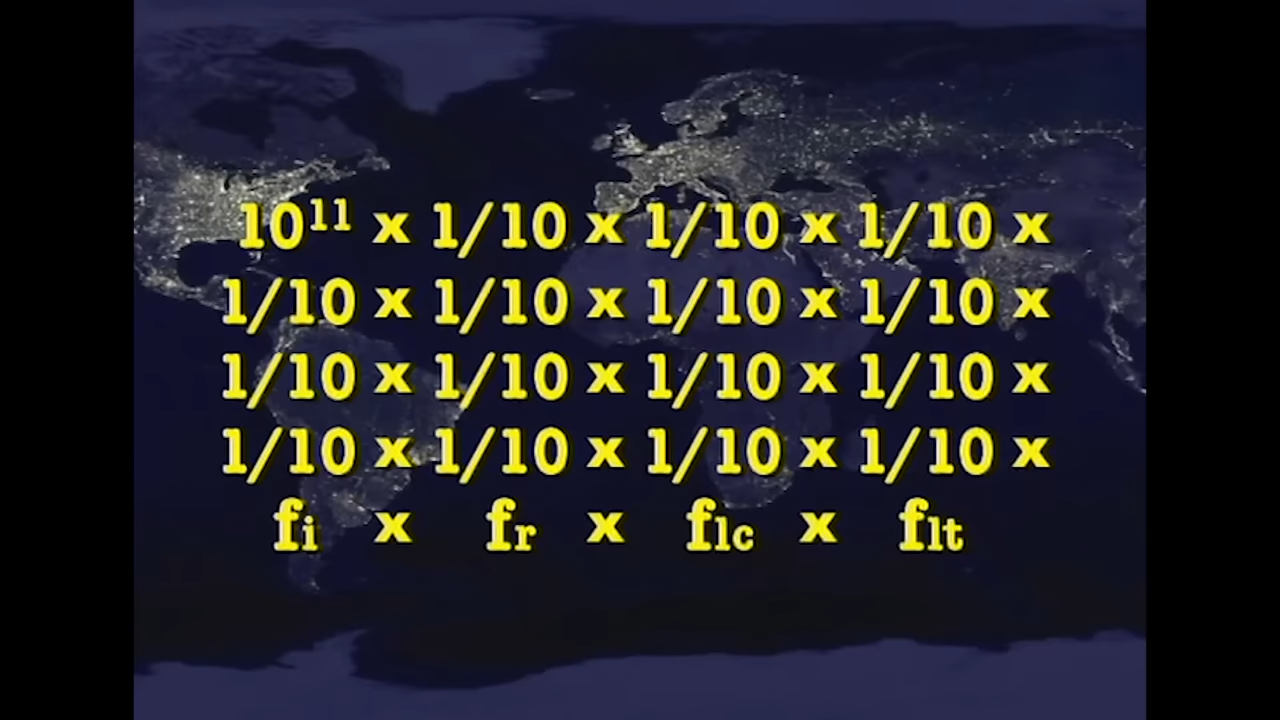 10¹¹ x 1/10 x 1/10 x 1/10 x
1/10 x 1/10 x 1/10 x 1/10 x
1/10 x 1/10 x 1/10 x 1/10 x
1/10 x 1/10 x 1/10 x 1/10 x
fi x fr x flc x flt